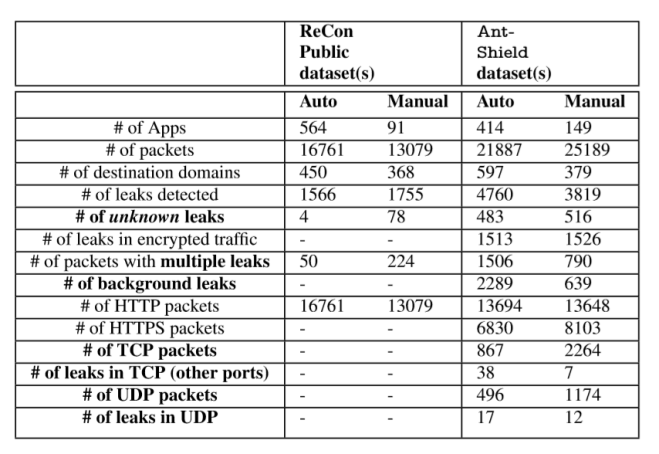 ReCon Public dataset(s) Ant-Shield dataset(s)
Auto Manual Auto Manual
# of Apps 564 91 414 149
# of packets 16761 13079 21887 25189
# of destination domains 450 368 597 379
# of leaks detected 1566 1755 4760 3819
# of unknown leaks 4 78 483 516
# of leaks in encrypted traffic - - 1513 1526
# of packets with multiple leaks 50 224 1506 790
# of background leaks - - 2289 639
# of HTTP packets 16761 13079 13694 13648
# of HTTPS packets - - 6830 8103
# of TCP packets - - 867 2264
# of leaks in TCP (other ports) - - 38 7
# of UDP packets - - 496 1174
# of leaks in UDP - - 17 12